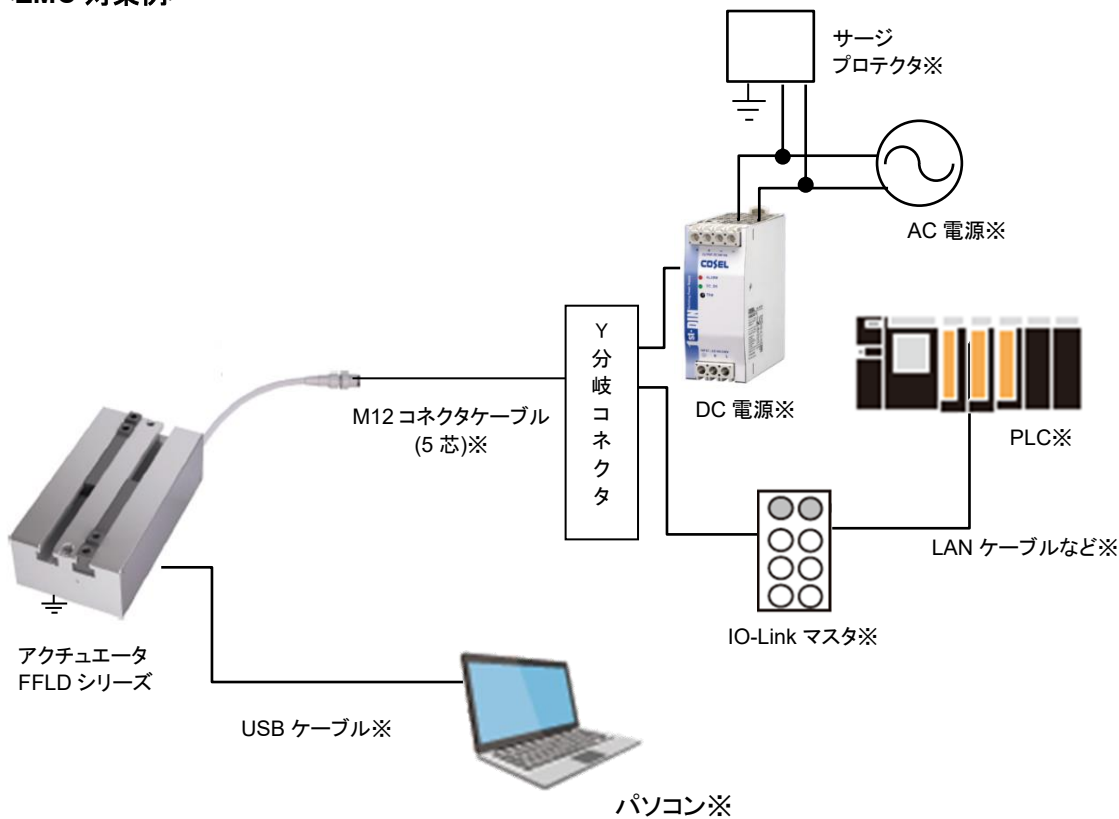 EMC 対策例
サージ
プロテクタ※
AC 電源※
COSEL
Y
分
岐
コ
ネ
ク
タ
M12 コネクタケーブル
(5 芯)※
DC 電源※
PLC※
LAN ケーブルなど※
IO-Link マスタ※
アクチュエータ
FFLD シリーズ
USB ケーブル※
パソコン※